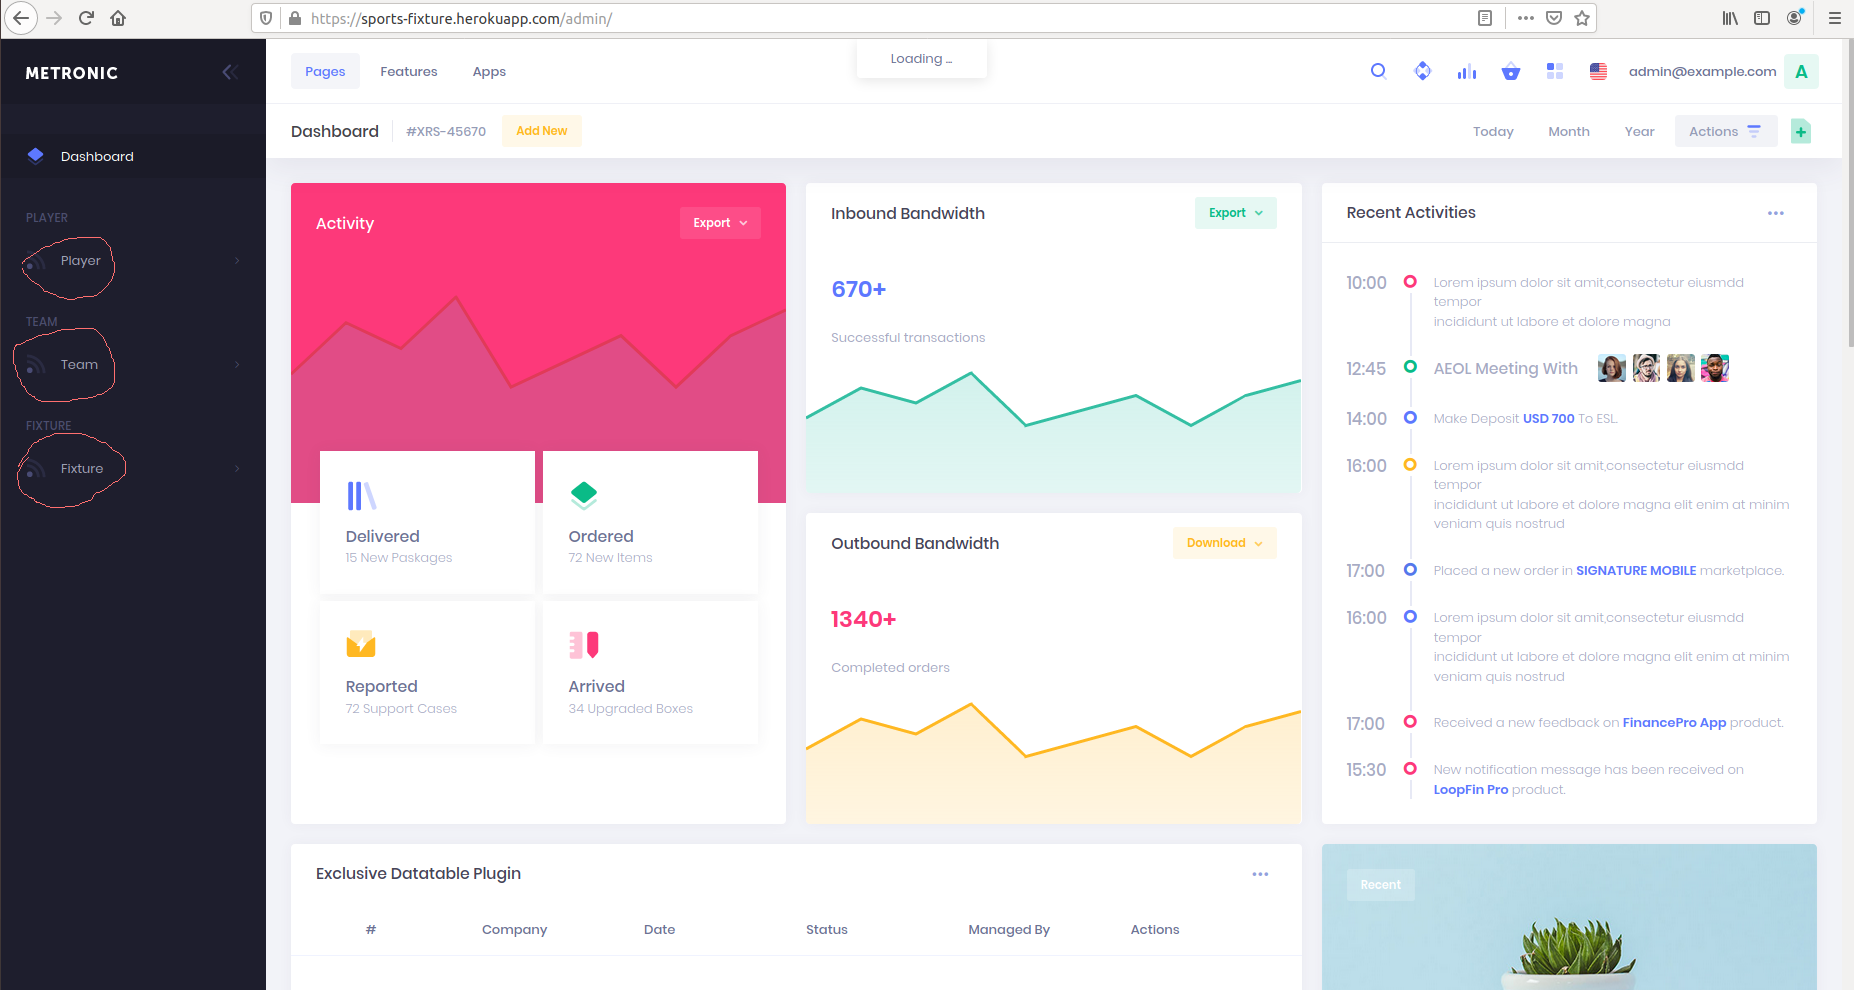 https://sports-fixture.herokuapp.com/admin/
METRONIC
Pages Features Apps
Loading ...
admin@example.com A
Dashboard #XRS-45670 Add New
Today Month Year Actions
Dashboard
PLAYER
Player
TEAM
Team
FIXTURE
Fixture
Activity Export
Delivered
15 New Paskages
Ordered
72 New Items
Reported
72 Support Cases
Arrived
34 Upgraded Boxes
Inbound Bandwidth Export
670+
Successful transactions
Outbound Bandwidth Download
1340+
Completed orders
Recent Activities
10:00 Lorem ipsum dolor sit amit,consectetur eiusmdd
tempor
incididunt ut labore et dolore magna
12:45 AEOL Meeting With
14:00 Make Deposit USD 700 To ESL.
16:00 Lorem ipsum dolor sit amit,consectetur eiusmdd
tempor
incididunt ut labore et dolore magna elit enim at minim
veniam quis nostrud
17:00 Placed a new order in SIGNATURE MOBILE marketplace.
16:00 Lorem ipsum dolor sit amit,consectetur eiusmdd
tempor
incididunt ut labore et dolore magna elit enim at minim
veniam quis nostrud
17:00 Received a new feedback on FinancePro App product.
15:30 New notification message has been received on
LoopFin Pro product.
Exclusive Datatable Plugin
# Company Date Status Managed By Actions
Recent